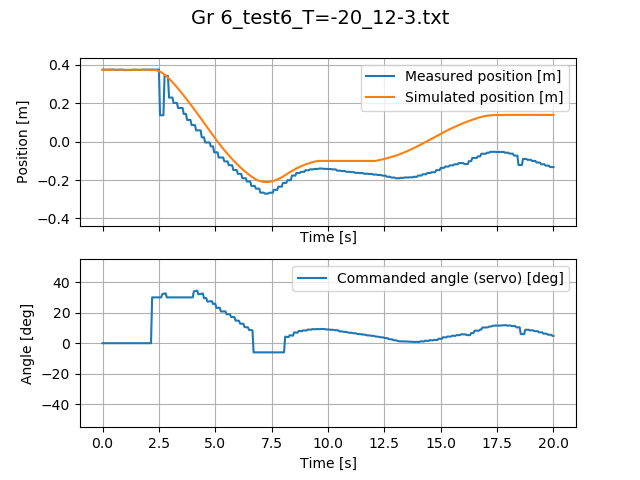 Gr 6_test6_T=-20_12-3.txt
0.4
0.2
0.0
−0.2
−0.4
Position [m]
Measured position [m]
Simulated position [m]
Time [s]
40
20
0
−20
−40
Angle [deg]
Commanded angle (servo) [deg]
0.0 2.5 5.0 7.5 10.0 12.5 15.0 17.5 20.0
Time [s]